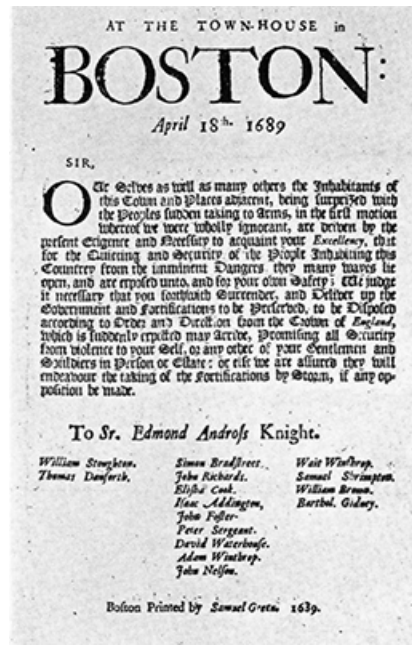 AT THE TOWN-HOUSE in
BOSTON:
April 18th. 1689
SIR,
OUr Selves as well as many others the Inhabitants of
this Town and Places adjacent, being surprized with
the Peoples sudden taking to Arms, in the first motion
whereof we were wholly ignorant, are driven by the
present Exigence and Necessity to acquaint your Excellency, that
for the Quieting and Security of the People Inhabiting this
Countrey from the imminent Dangers they many wayes lie
open, and are exposed unto, and for your own Safety; We judge
it necessary that you forthwith Surrender, and Deliver up the
Government and Fortifications to be Preserved, to be Disposed
according to Order and Direction from the Crown of England,
which is suddenly expected may Arrive, Promising all Security
from violence to your Self, or any other of your Gentlemen and
Souldiers in Person or Estate: or else we are assured they will
endeavour the taking of the Fortifications by Storm, if any op-
position be made.
To Sr. Edmond Andross Knight.
William Stoughton.
Thomas Danforth.
Simon Bradstreet.
John Richards.
Elisha Cook.
Isaac Addington,
John Foster.
Peter Sergeant.
David Waterhouse.
Adam Winthrop.
John Nelson.
Wait Winthrop.
Samuel Shrimpton.
William Brown.
Barthol. Gidney.
Boston Printed by Samuel Green. 1689.